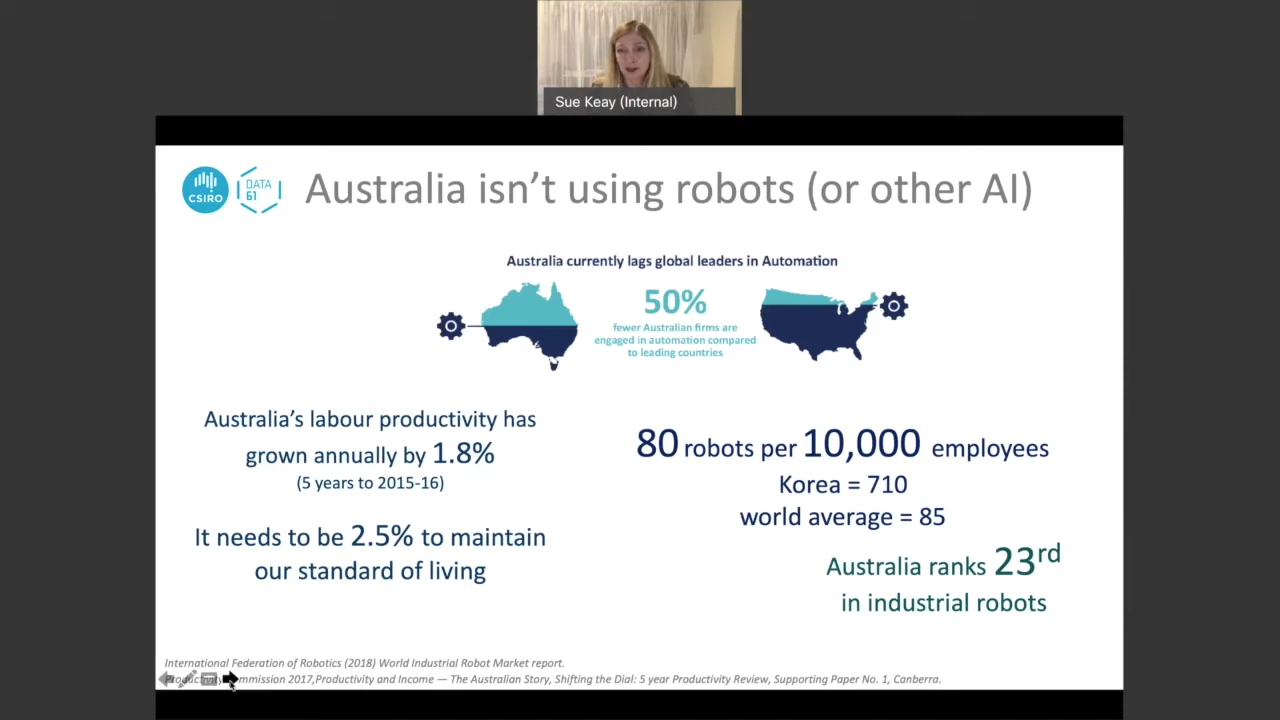 Sue Keay (Internal)
CSIRO
DATA
61
Australia isn't using robots (or other AI)
Australia currently lags global leaders in Automation
50%
fewer Australian firms are
engaged in automation compared
to leading countries
Australia's labour productivity has
grown annually by 1.8%
(5 years to 2015-16)
It needs to be 2.5% to maintain
our standard of living
80 robots per 10,000 employees
Korea = 710
world average = 85
Australia ranks 23rd
in industrial robots
International Federation of Robotics (2018) World Industrial Robot Market report.
2017,Productivity and Income — The Australian Story, Shifting the Dial: 5 year Productivity Review, Supporting Paper No. 1, Canberra.